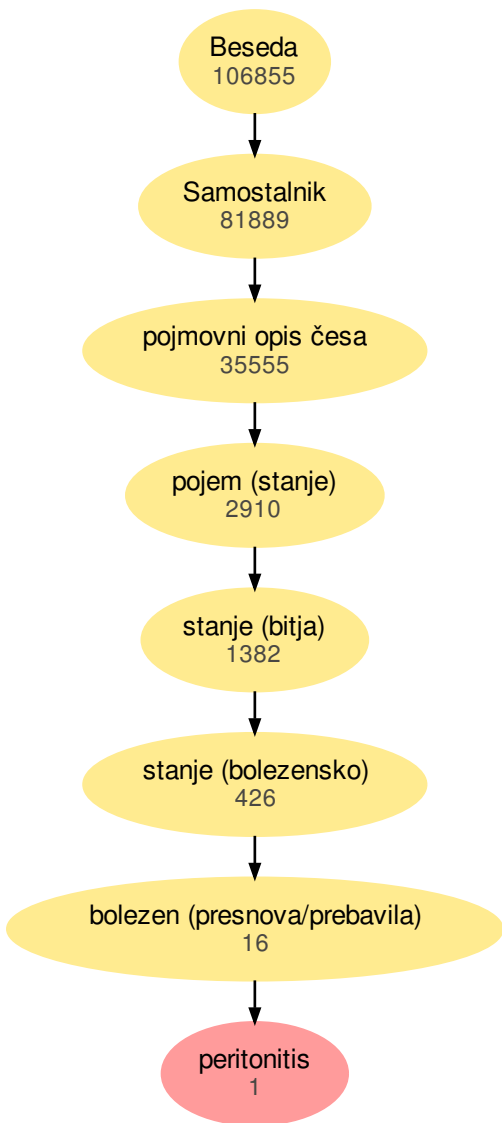 Beseda
106855
Samostalnik
81889
pojmovni opis česa
35555
pojem (stanje)
2910
stanje (bitja)
1382
stanje (bolezensko)
426
bolezen (presnova/prebavila)
16
peritonitis
1